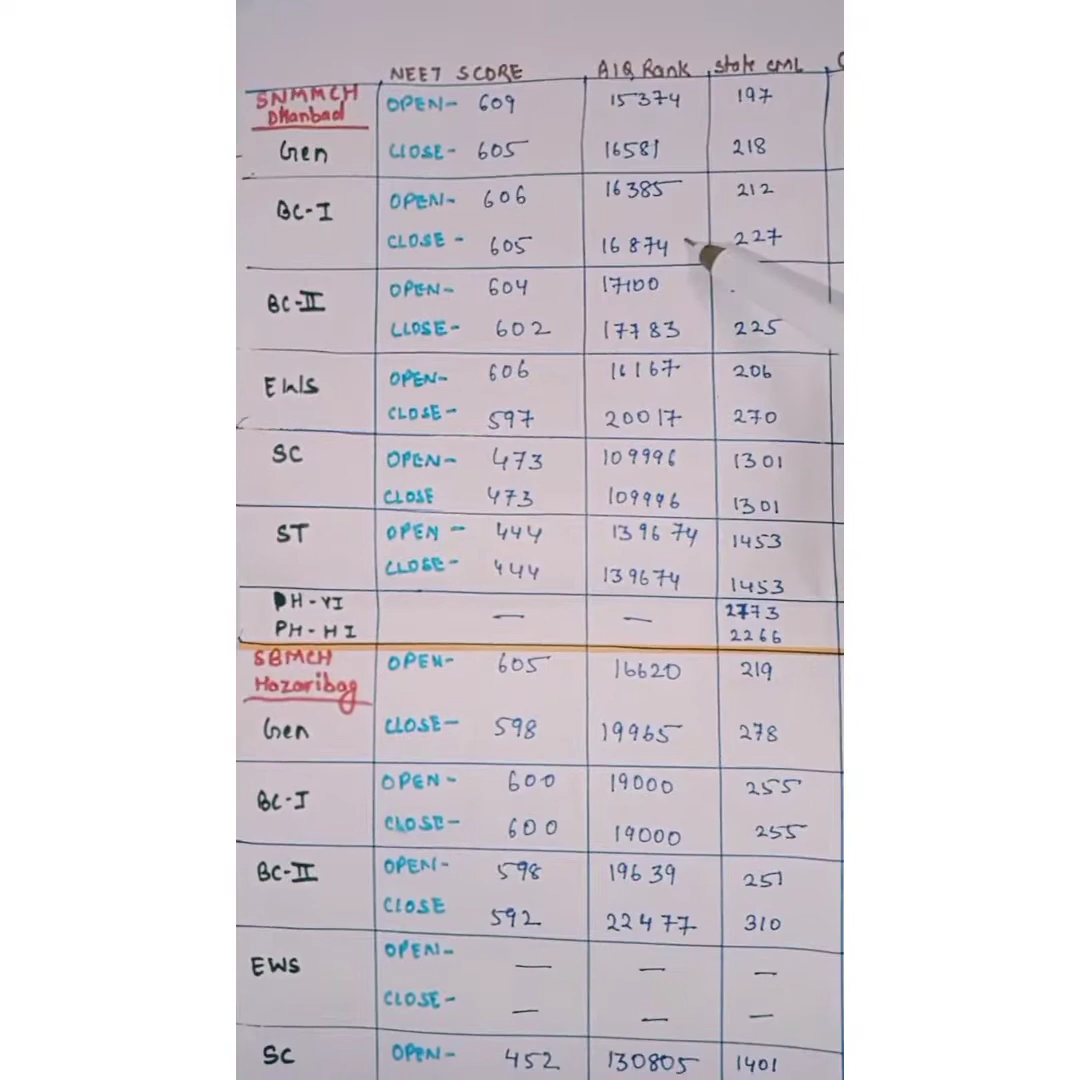 NEET SCORE AIQ Rank State CML
SNMMCH Dhanbad OPEN- 609 15374 197
Gen CLOSE- 605 16581 218
BC-I OPEN- 606 16385 212
CLOSE- 605 16874 227
BC-II OPEN- 604 17100
CLOSE- 602 17783 225
EWS OPEN- 606 16167 206
CLOSE- 597 20017 270
SC OPEN- 473 109996 1301
CLOSE 473 109996 1301
ST OPEN- 444 139674 1453
CLOSE- 444 139674 1453
PH-VI — — 2773
PH-HI 2266
SBMCH Hazaribag OPEN- 605 16620 219
Gen CLOSE- 598 19965 278
BC-I OPEN- 600 19000 255
CLOSE- 600 19000 255
BC-II OPEN- 598 19639 251
CLOSE 592 22477 310
EWS OPEN- — — —
CLOSE- — — —
SC OPEN- 452 130805 1401